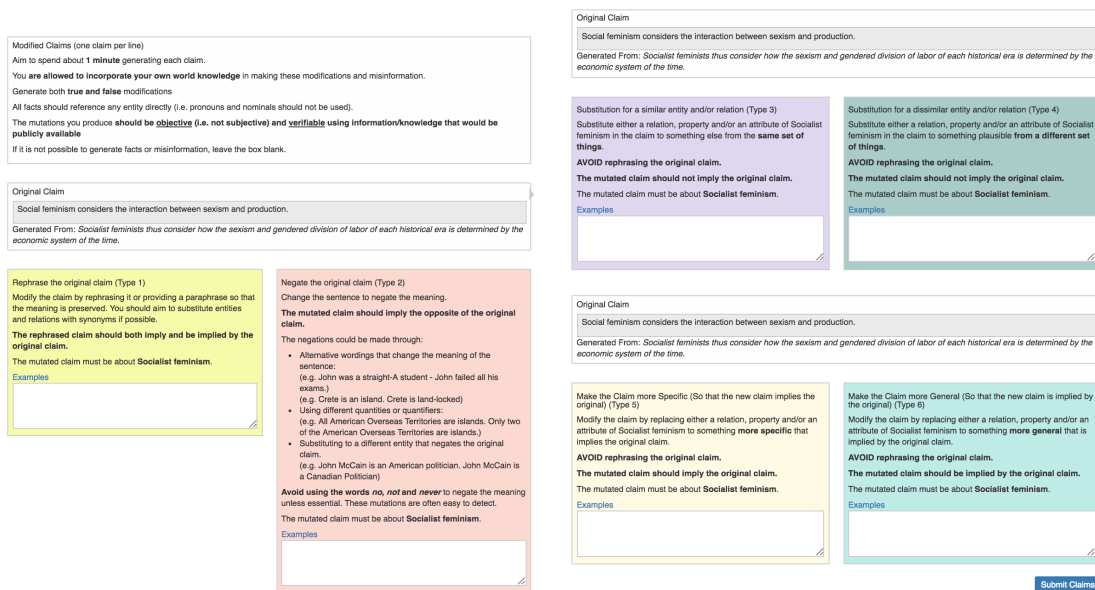 Modified Claims (one claim per line)
Aim to spend about 1 minute generating each claim.
You are allowed to incorporate your own world knowledge in making these modifications and misinformation.
Generate both true and false modifications
All facts should reference any entity directly (i.e. pronouns and nominals should not be used).
The mutations you produce should be objective (i.e. not subjective) and verifiable using information/knowledge that would be
publicly available
If it is not possible to generate facts or misinformation, leave the box blank.
Original Claim
Social feminism considers the interaction between sexism and production.
Generated From: Socialist feminists thus consider how the sexism and gendered division of labor of each historical era is determined by the
economic system of the time.
Rephrase the original claim (Type 1)
Modify the claim by rephrasing it or providing a paraphrase so that
the meaning is preserved. You should aim to substitute entities
and relations with synonyms if possible.
The rephrased claim should both imply and be implied by the
original claim.
The mutated claim must be about Socialist feminism.
Examples
Negate the original claim (Type 2)
Change the sentence to negate the meaning.
The mutated claim should imply the opposite of the original
claim.
The negations could be made through:
• Alternative wordings that change the meaning of the
sentence:
(e.g. John was a straight-A student - John failed all his
exams.)
(e.g. Crete is an island. Crete is land-locked)
• Using different quantities or quantifiers:
(e.g. All American Overseas Territories are islands. Only two
of the American Overseas Territories are islands.)
• Substituting to a different entity that negates the original
claim.
(e.g. John McCain is an American politician. John McCain is
a Canadian Politician)
Avoid using the words no, not and never to negate the meaning
unless essential. These mutations are often easy to detect.
The mutated claim must be about Socialist feminism.
Examples
Original Claim
Social feminism considers the interaction between sexism and production.
Generated From: Socialist feminists thus consider how the sexism and gendered division of labor of each historical era is determined by the
economic system of the time.
Substitution for a similar entity and/or relation (Type 3)
Substitute either a relation, property and/or an attribute of Socialist
feminism in the claim to something else from the same set of
things.
AVOID rephrasing the original claim.
The mutated claim should not imply the original claim.
The mutated claim must be about Socialist feminism.
Examples
Substitution for a dissimilar entity and/or relation (Type 4)
Substitute either a relation, property and/or an attribute of Socialist
feminism in the claim to something plausible from a different set
of things.
AVOID rephrasing the original claim.
The mutated claim should not imply the original claim.
The mutated claim must be about Socialist feminism.
Examples
Original Claim
Social feminism considers the interaction between sexism and production.
Generated From: Socialist feminists thus consider how the sexism and gendered division of labor of each historical era is determined by the
economic system of the time.
Make the Claim more Specific (So that the new claim implies the
original) (Type 5)
Modify the claim by replacing either a relation, property and/or an
attribute of Socialist feminism to something more specific that
implies the original claim.
AVOID rephrasing the original claim.
The mutated claim should imply the original claim.
The mutated claim must be about Socialist feminism.
Examples
Make the Claim more General (So that the new claim is implied by
the original) (Type 6)
Modify the claim by replacing either a relation, property and/or an
attribute of Socialist feminism to something more general that is
implied by the original claim.
AVOID rephrasing the original claim.
The mutated claim should be implied by the original claim.
The mutated claim must be about Socialist feminism.
Examples
Submit Claims